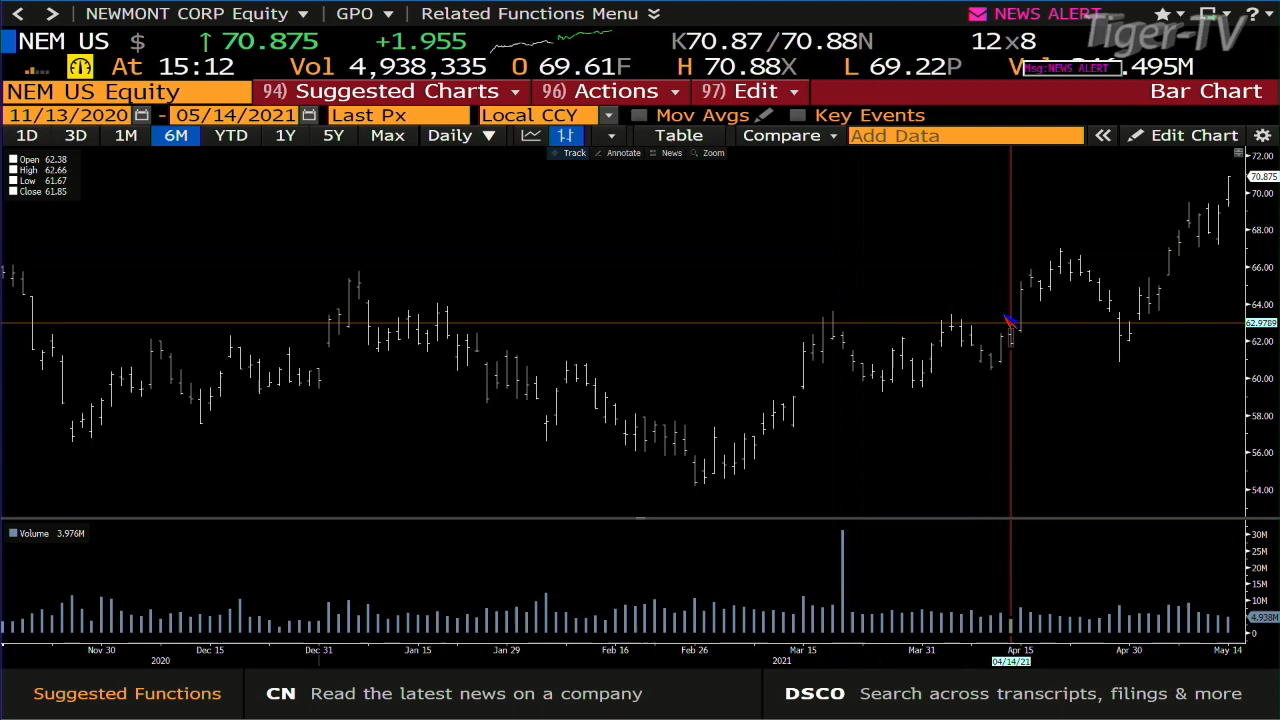 NEWMONT CORP Equity GPO Related Functions Menu NEWS ALERT ?
Tiger-TV
NEM US $ ↑ 70.875 +1.955 K70.87/70.88N 12x8
At 15:12 Vol 4,938,335 O 69.61F H 70.88X L 69.22P .495M
Msg:NEWS ALERT
NEM US Equity 94) Suggested Charts 96) Actions 97) Edit Bar Chart
11/13/2020 - 05/14/2021 Last Px Local CCY Mov Avgs Key Events
1D 3D 1M 6M YTD 1Y 5Y Max Daily ▼ Table Compare Add Data « Edit Chart
Track Annotate News Zoom
Open 62.38
High 62.66
Low 61.67
Close 61.85
72.00
70.875
70.00
68.00
66.00
64.00
62.9789
62.00
60.00
58.00
56.00
54.00
Volume 3.976M
30M
25M
20M
15M
10M
4.938M
0
Nov 30 Dec 15 Dec 31 Jan 15 Jan 29 Feb 16 Feb 26 Mar 15 Mar 31 Apr 15 Apr 30 May 14
2020 2021 04/14/21
Suggested Functions CN Read the latest news on a company DSCO Search across transcripts, filings & more